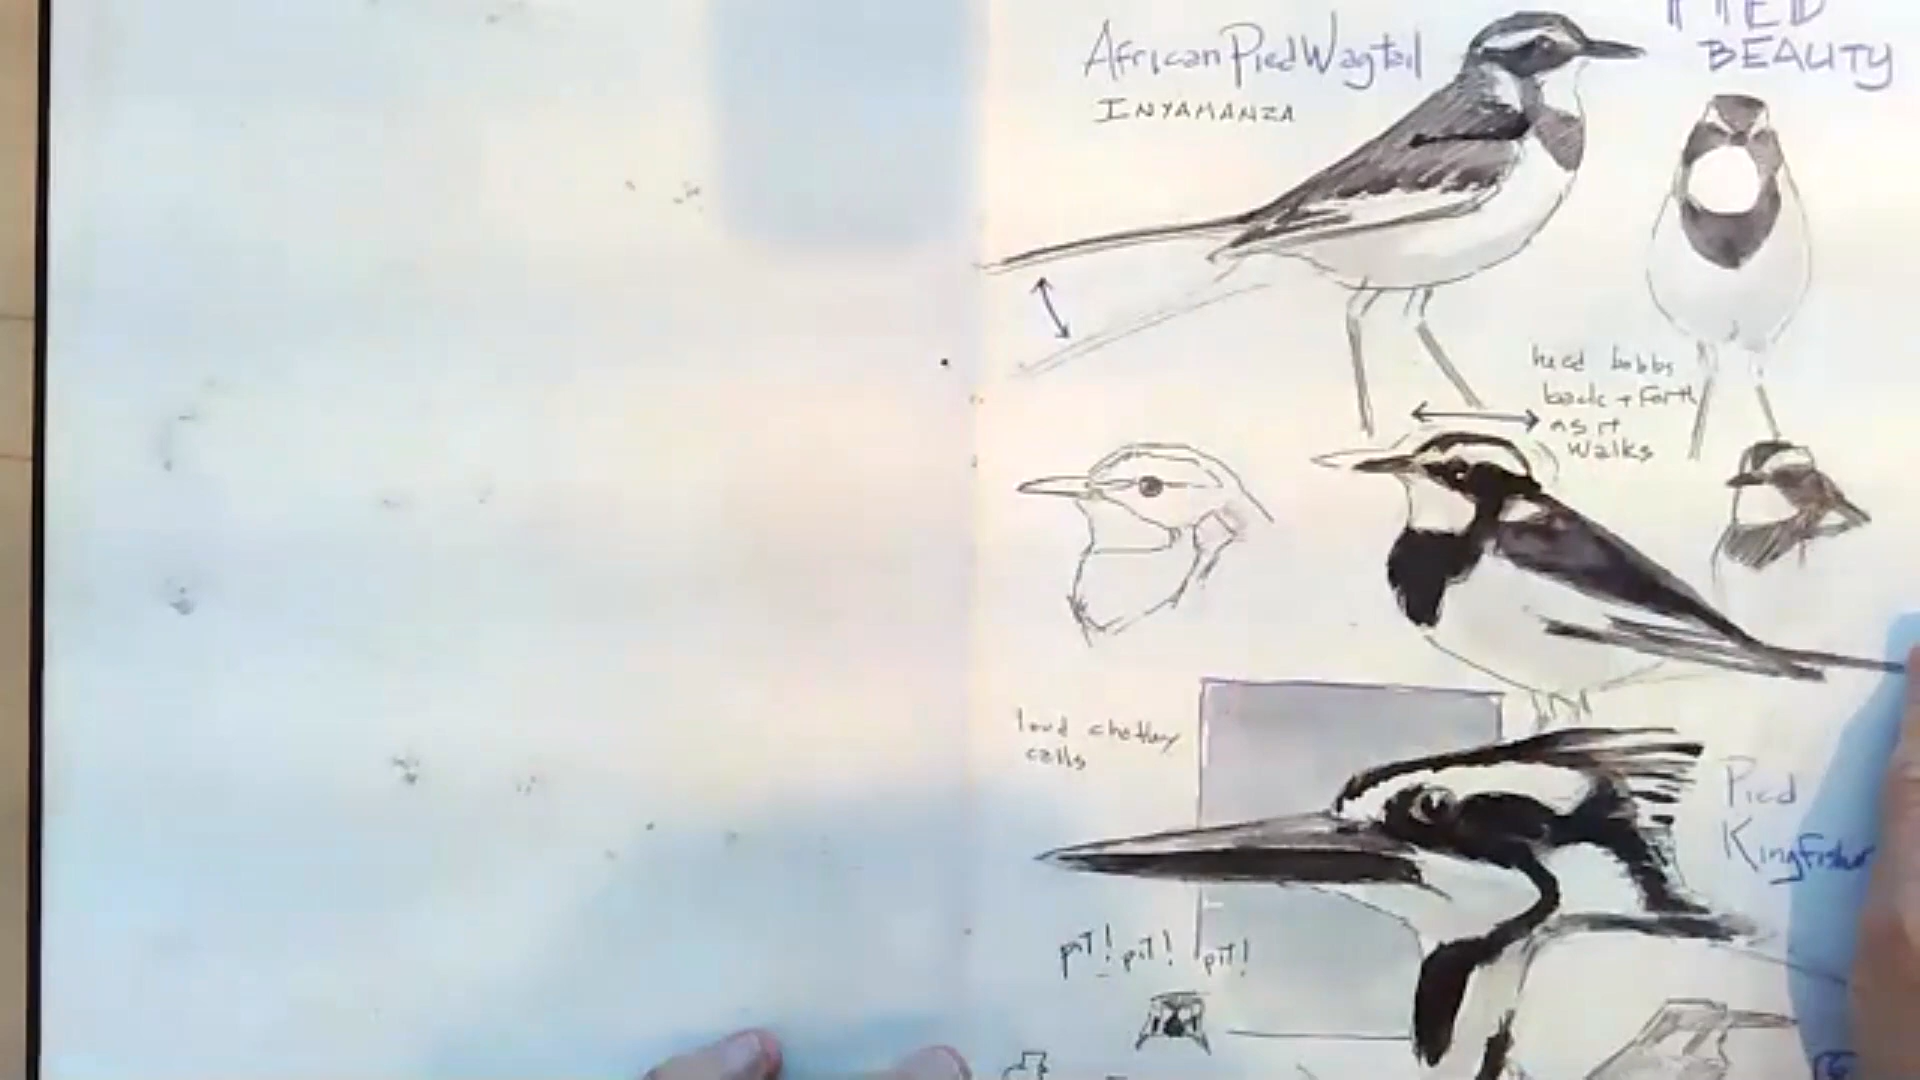 PIED
BEAUTY
African Pied Wagtail
INYAMANZA
head bobbs
back + forth
as it
walks
loud chattery
calls
Pied
Kingfisher
pit! pit! pit!